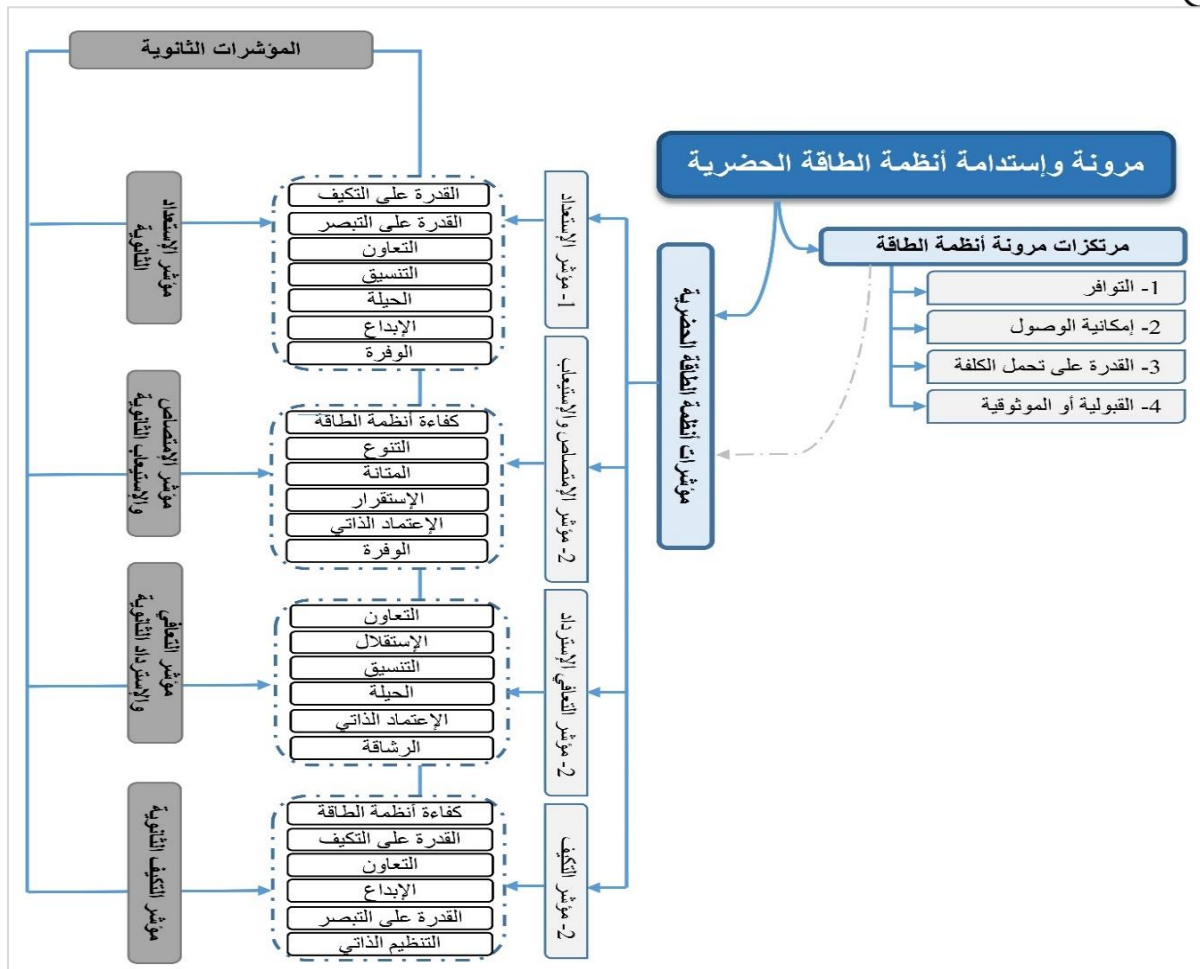 المؤشرات الثانوية
مرونة وإستدامة أنظمة الطاقة الحضرية
مرتكزات مرونة أنظمة الطاقة
1- التوافر
2- إمكانية الوصول
3- القدرة على تحمل الكلفة
4- القبولية أو الموثوقية
مؤشرات أنظمة الطاقة الحضرية
1- مؤشر الإستعداد
القدرة على التكيف
القدرة على التبصر
التعاون
التنسيق
الحيلة
الإبداع
الوفرة
مؤشر الإستعداد
الثانوية
2- مؤشر الإمتصاص والإستيعاب
كفاءة أنظمة الطاقة
التنوع
المتانة
الإستقرار
الإعتماد الذاتي
الوفرة
مؤشر الإمتصاص
والإستيعاب الثانوية
2- مؤشر التعافي الإسترداد
التعاون
الإستقلال
التنسيق
الحيلة
الإعتماد الذاتي
الرشاقة
مؤشر التعافي
والإسترداد الثانوية
2- مؤشر التكيف
كفاءة أنظمة الطاقة
القدرة على التكيف
التعاون
الإبداع
القدرة على التبصر
التنظيم الذاتي
مؤشر التكيف الثانوية